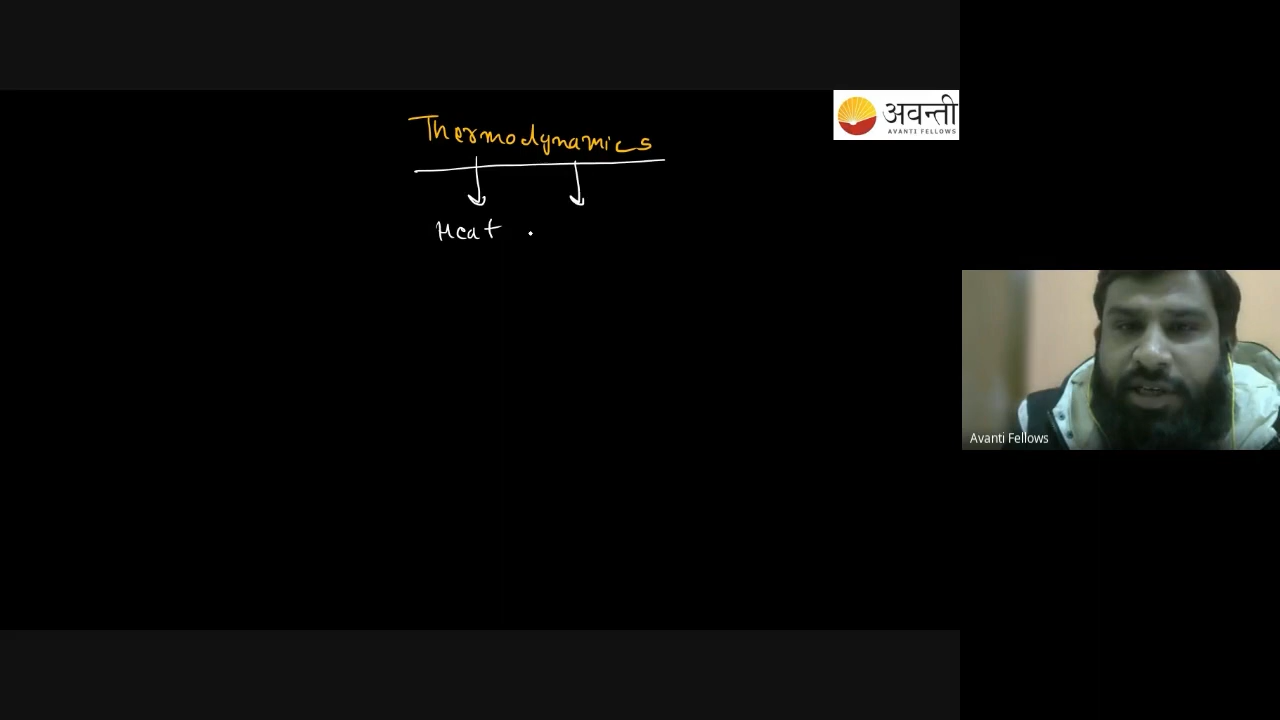 Thermodynamics
अवन्ती
AVANTI FELLOWS
Heat
Avanti Fellows